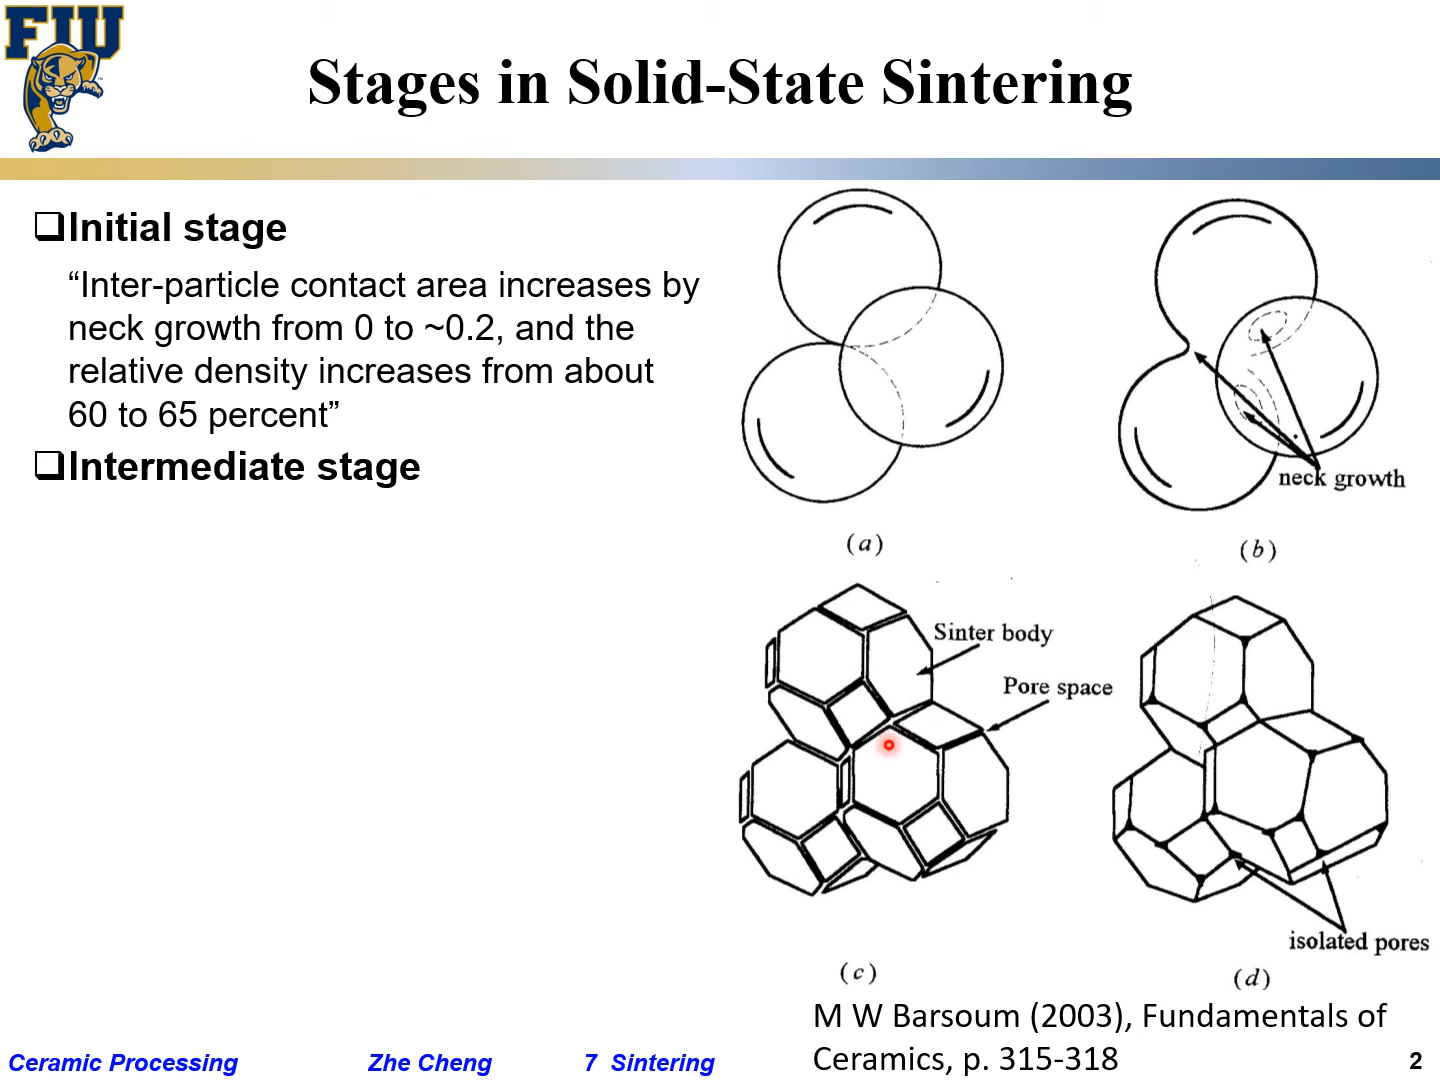 FIU
Stages in Solid-State Sintering
❑Initial stage
“Inter-particle contact area increases by
neck growth from 0 to ~0.2, and the
relative density increases from about
60 to 65 percent”
❑Intermediate stage
(a)
neck growth
(b)
Sinter body
Pore space
(c)
isolated pores
(d)
M W Barsoum (2003), Fundamentals of
Ceramics, p. 315-318
Ceramic Processing Zhe Cheng 7 Sintering
2